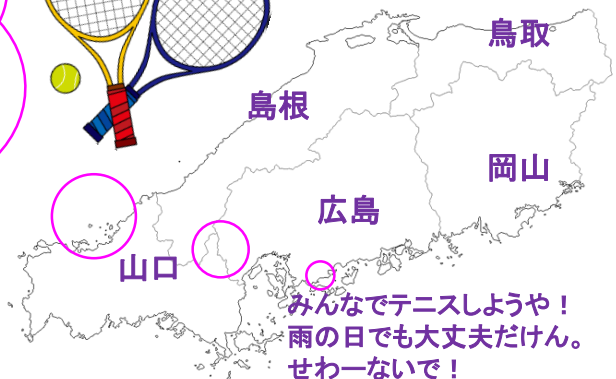 鳥取
島根
岡山
広島
山口
みんなでテニスしようや！
雨の日でも大丈夫だけん。
せわーないで！